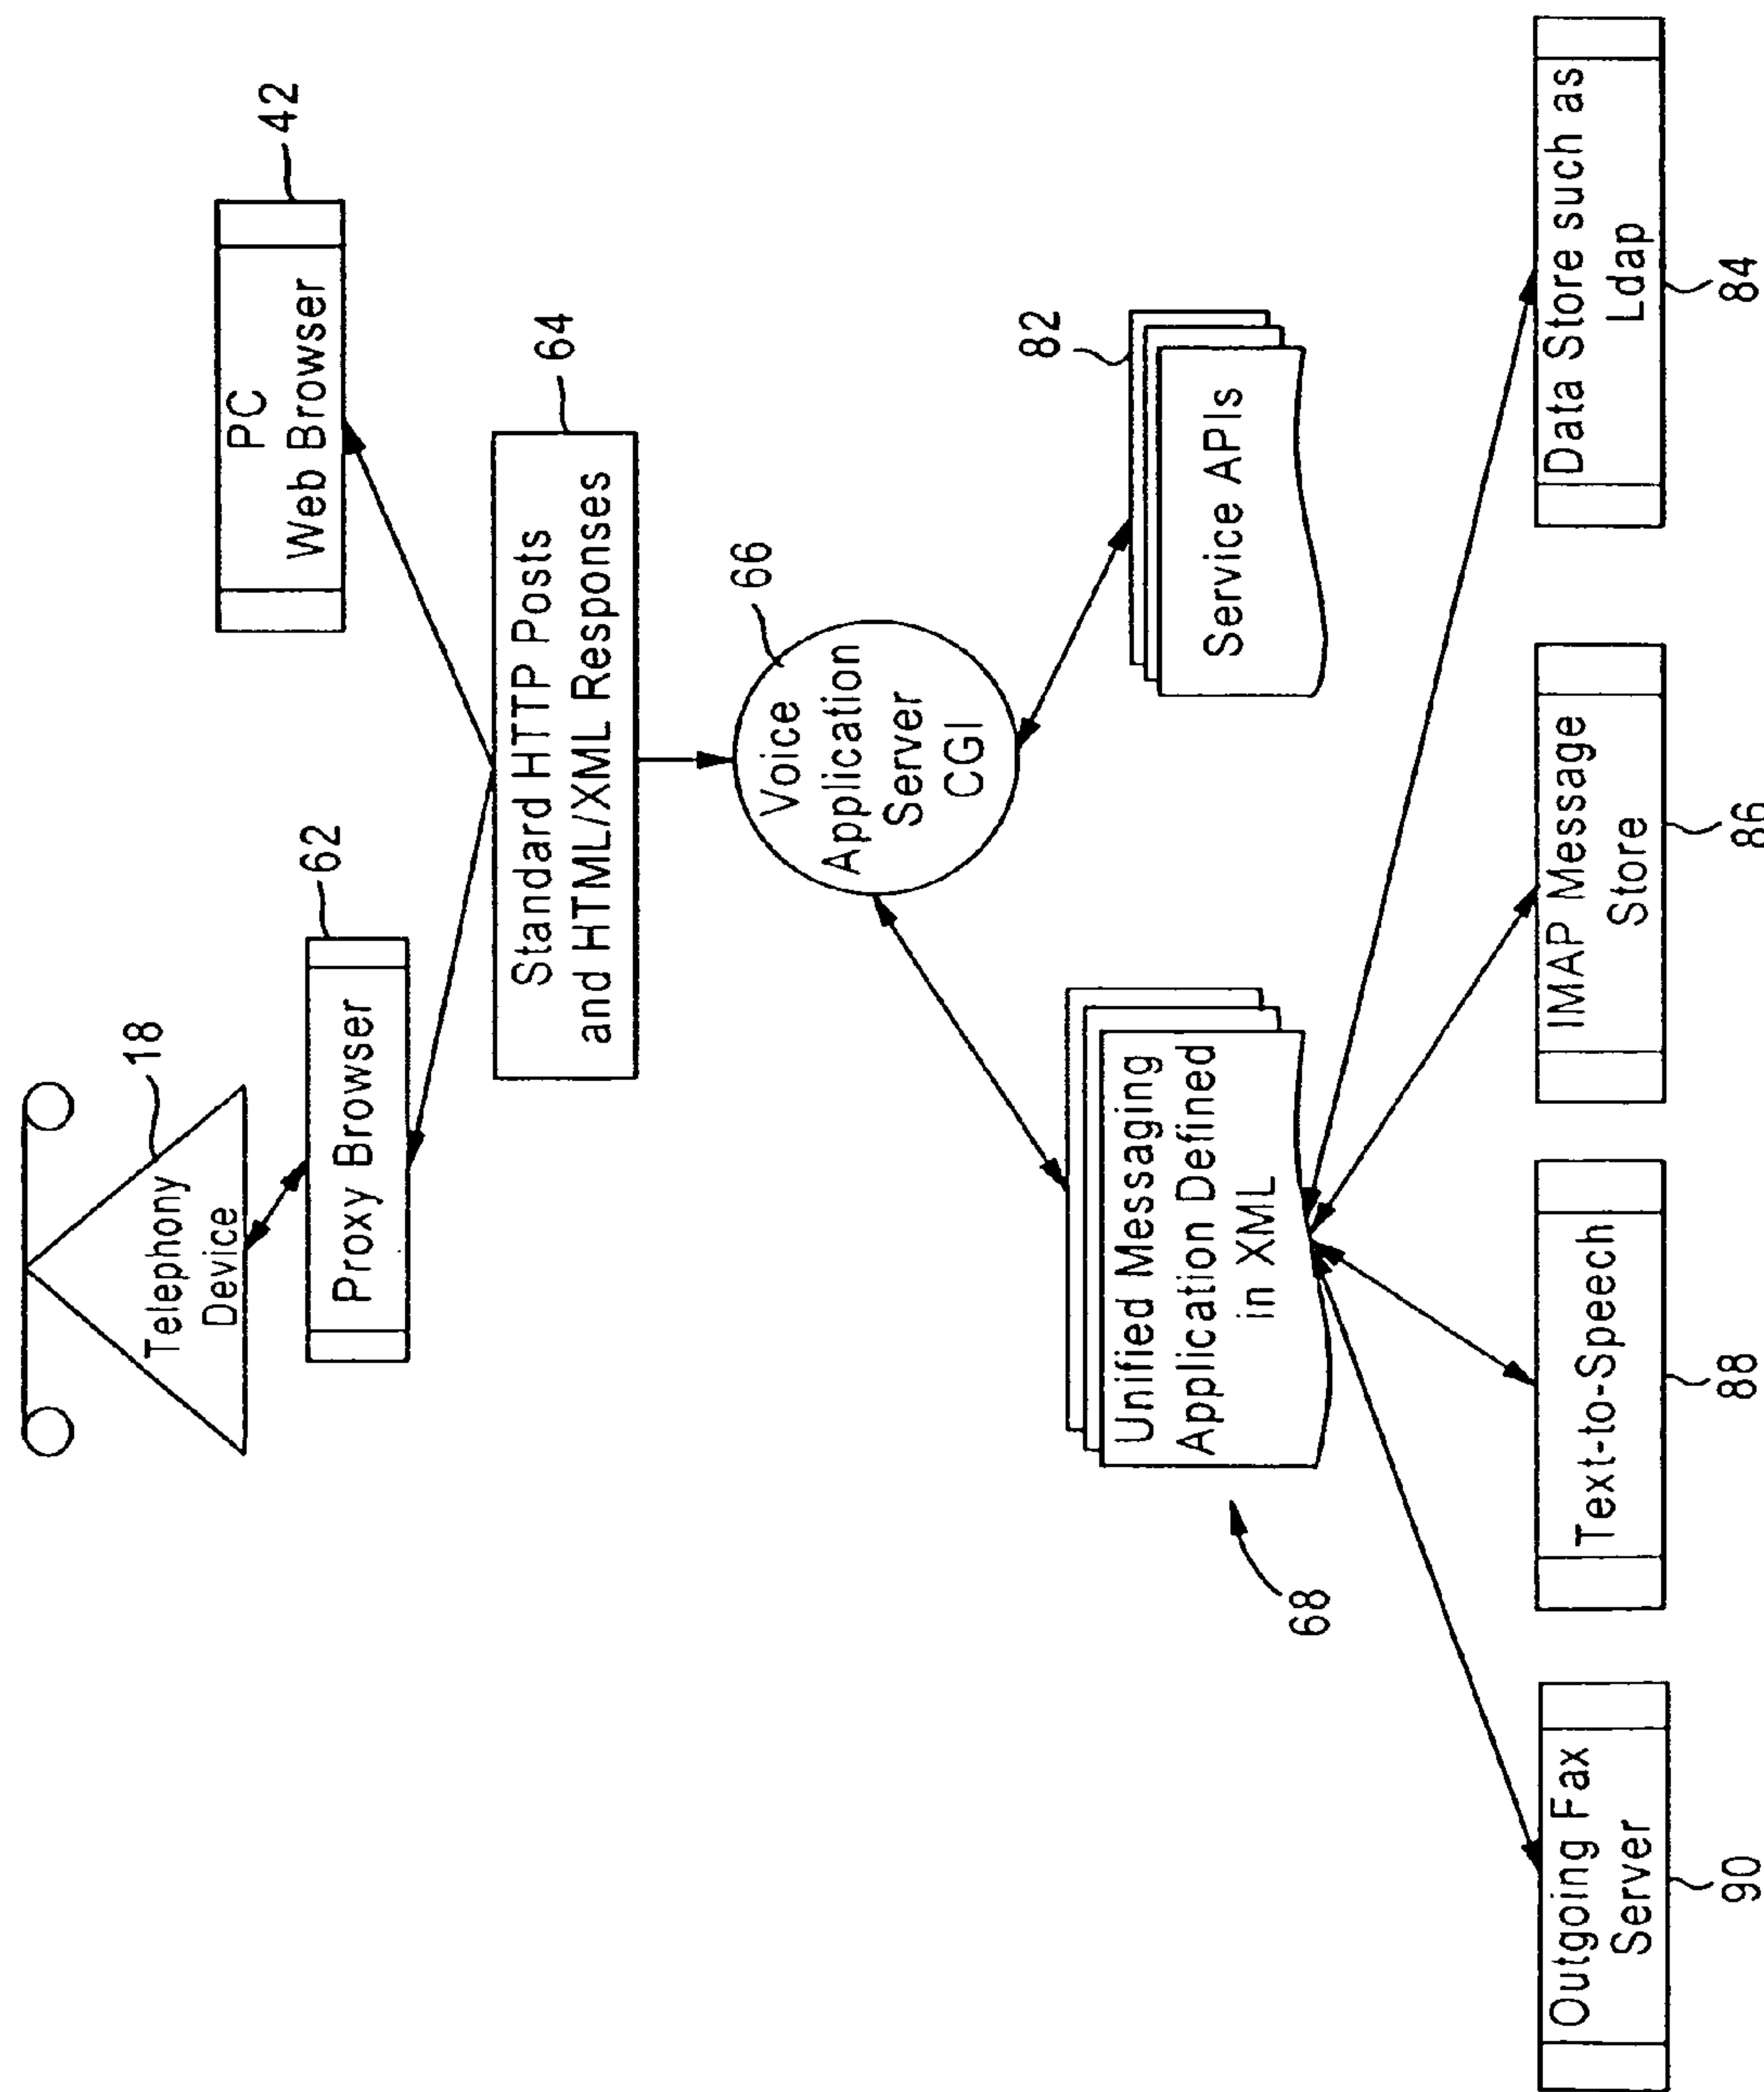 18
Telephony
Device
62
Proxy Browser
42
PC
Web Browser
64
Standard HTTP Posts
and HTML/XML Responses
66
Voice
Application
Server
CGI
82
Service APIs
Unified Messaging
Application Defined
in XML
68
Outgoing Fax
Server
90
Text-to-Speech
88
IMAP Message
Store
86
Data Store such as
Ldap
84